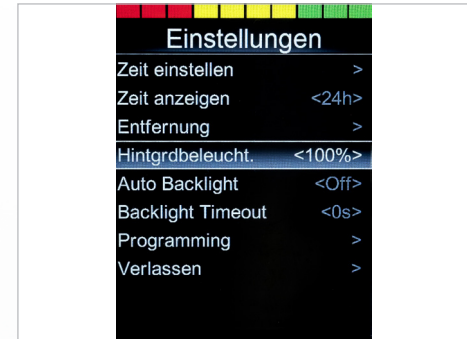 Einstellungen
Zeit einstellen >
Zeit anzeigen <24h>
Entfernung >
Hintgrdbeleucht. <100%>
Auto Backlight <Off>
Backlight Timeout <0s>
Programming >
Verlassen >